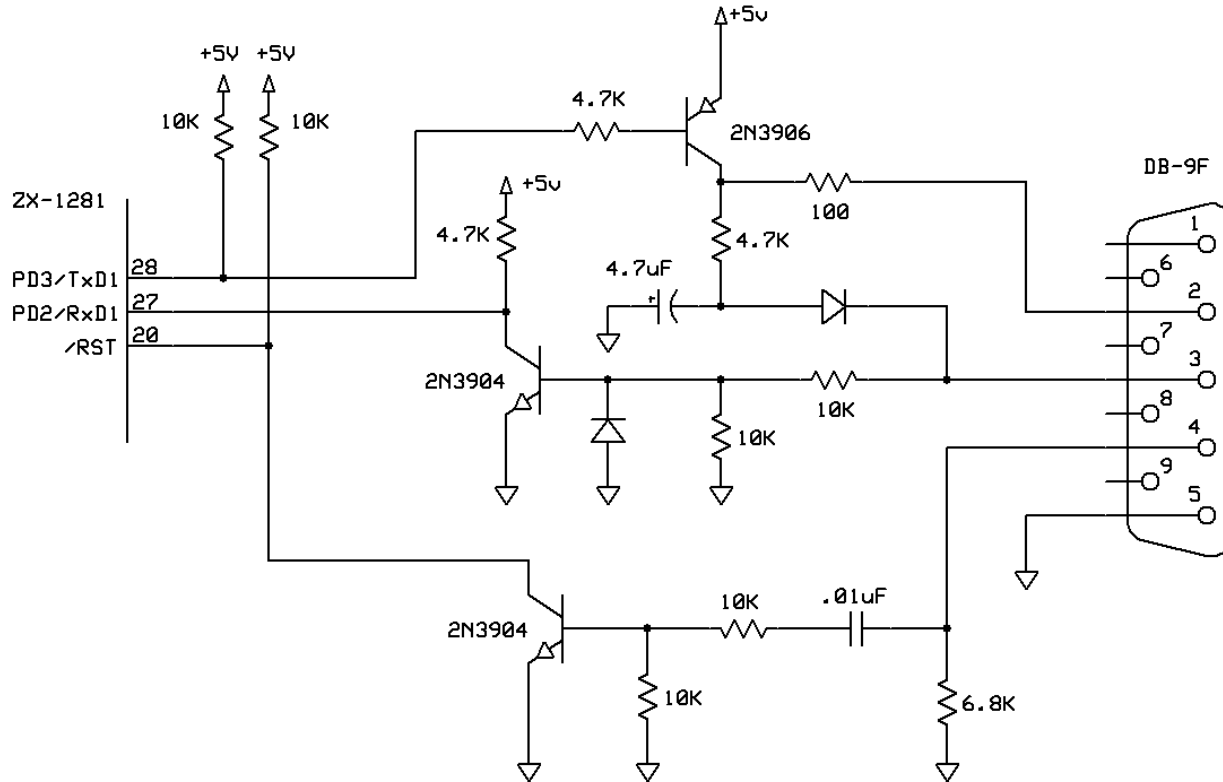 +5v
+5V +5V
4.7K
10K
10K
2N3906
DB-9F
ZX-1281
+5v
100
1
4.7K
4.7K
6
PD3/TxD1 28
4.7uF
+
2
PD2/RxD1 27
7
/RST 20
3
2N3904
10K
8
10K
4
9
5
.01uF
10K
2N3904
10K
6.8K